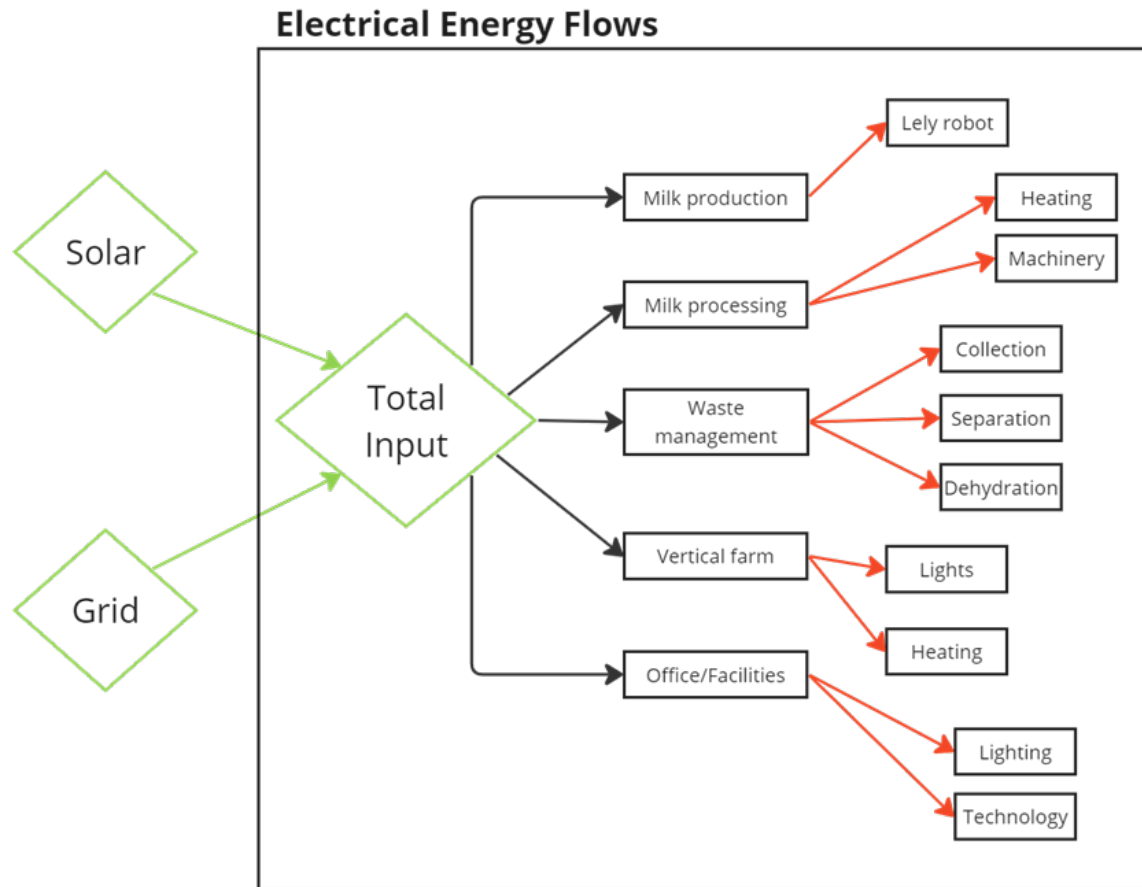 Electrical Energy Flows
Solar
Grid
Total
Input
Milk production
Lely robot
Milk processing
Heating
Machinery
Waste
management
Collection
Separation
Dehydration
Vertical farm
Lights
Heating
Office/Facilities
Lighting
Technology